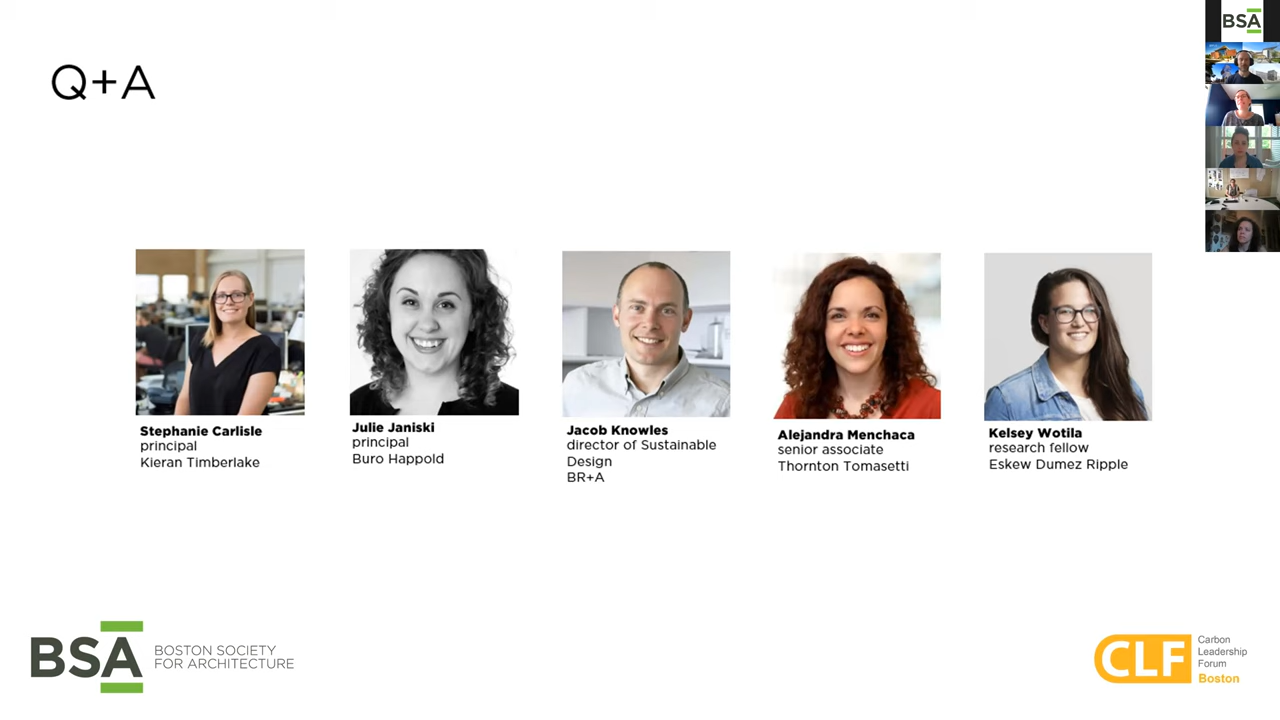 Q+A
BSA
Stephanie Carlisle
principal
Kieran Timberlake
Julie Janiski
principal
Buro Happold
Jacob Knowles
director of Sustainable
Design
BR+A
Alejandra Menchaca
senior associate
Thornton Tomasetti
Kelsey Wotila
research fellow
Eskew Dumez Ripple
BSA
BOSTON SOCIETY
FOR ARCHITECTURE
CLF
Carbon
Leadership
Forum
Boston